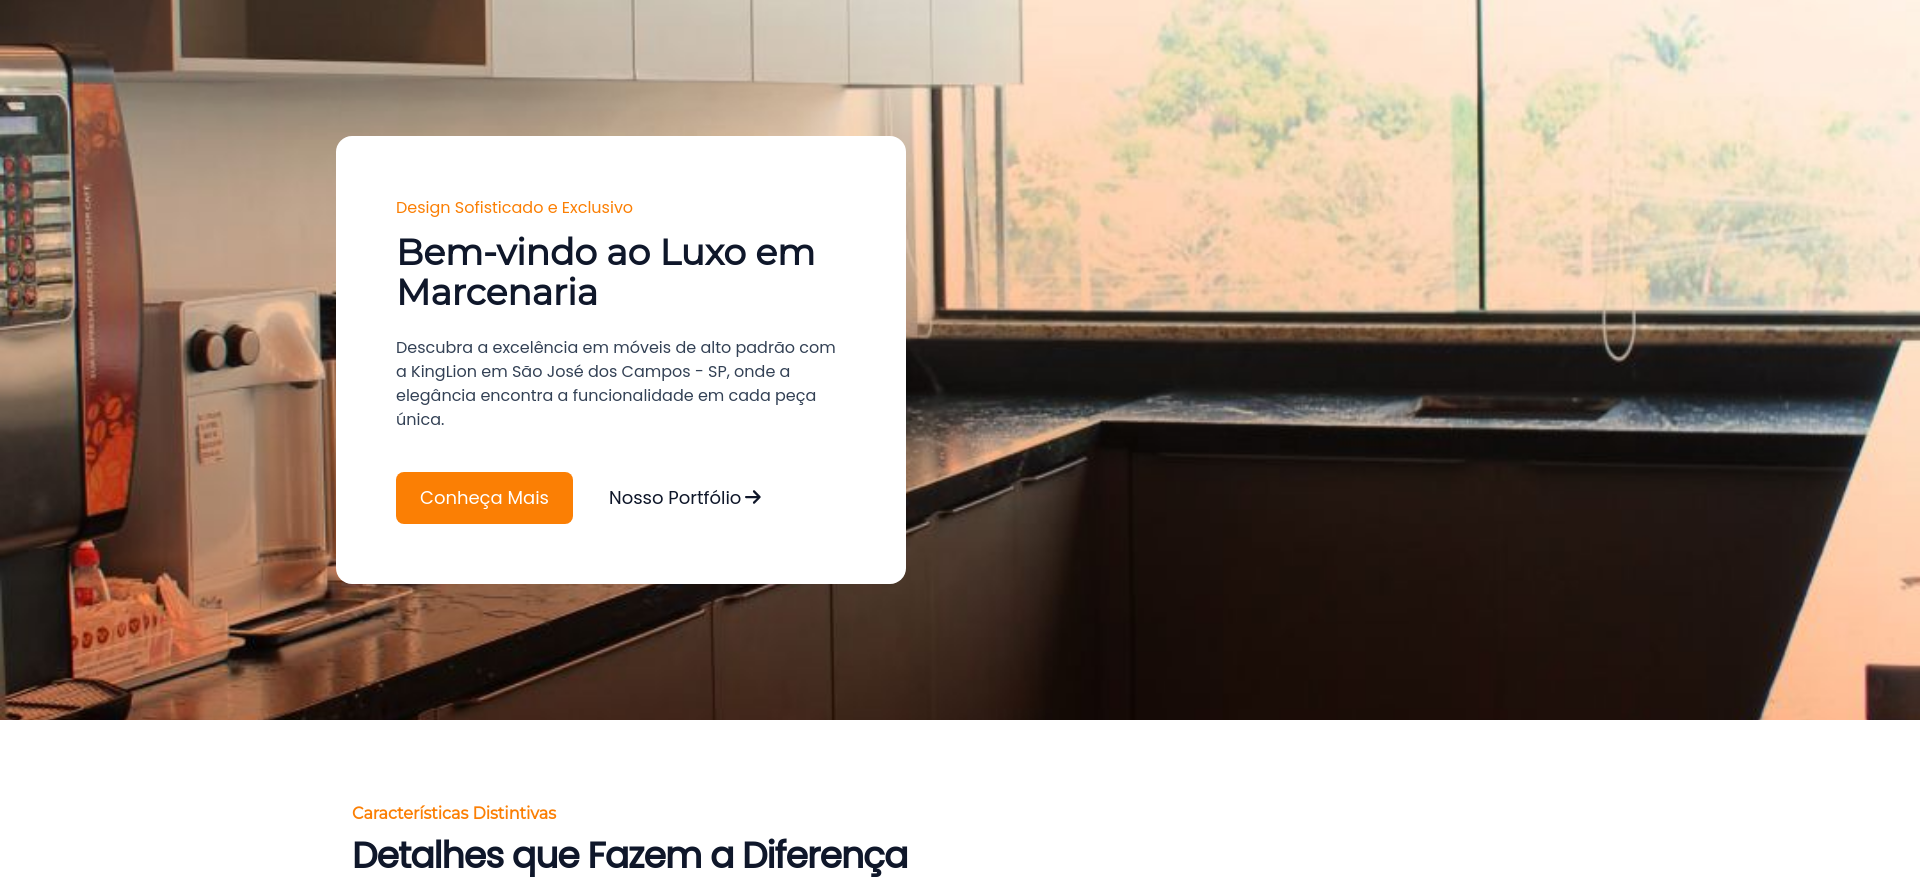 Design Sofisticado e Exclusivo
Bem-vindo ao Luxo em
Marcenaria
Descubra a excelência em móveis de alto padrão com
a KingLion em São José dos Campos - SP, onde a
elegância encontra a funcionalidade em cada peça
única.
Conheça Mais
Nosso Portfólio
Características Distintivas
Detalhes que Fazem a Diferença